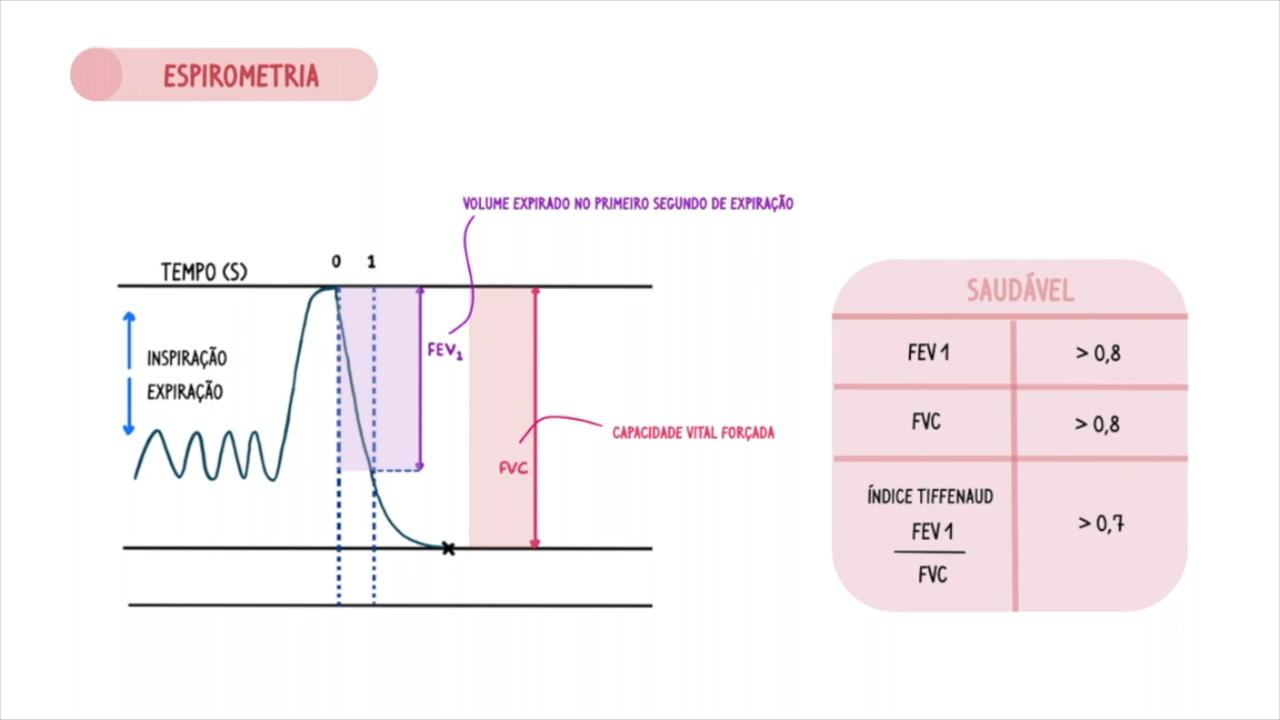 ESPIROMETRIA
VOLUME EXPIRADO NO PRIMEIRO SEGUNDO DE EXPIRAÇÃO
TEMPO (S)
0 1
INSPIRAÇÃO
EXPIRAÇÃO
FEV₁
FVC
CAPACIDADE VITAL FORÇADA
SAUDÁVEL
FEV 1 > 0,8
FVC > 0,8
ÍNDICE TIFFENAUD
FEV 1
FVC
> 0,7